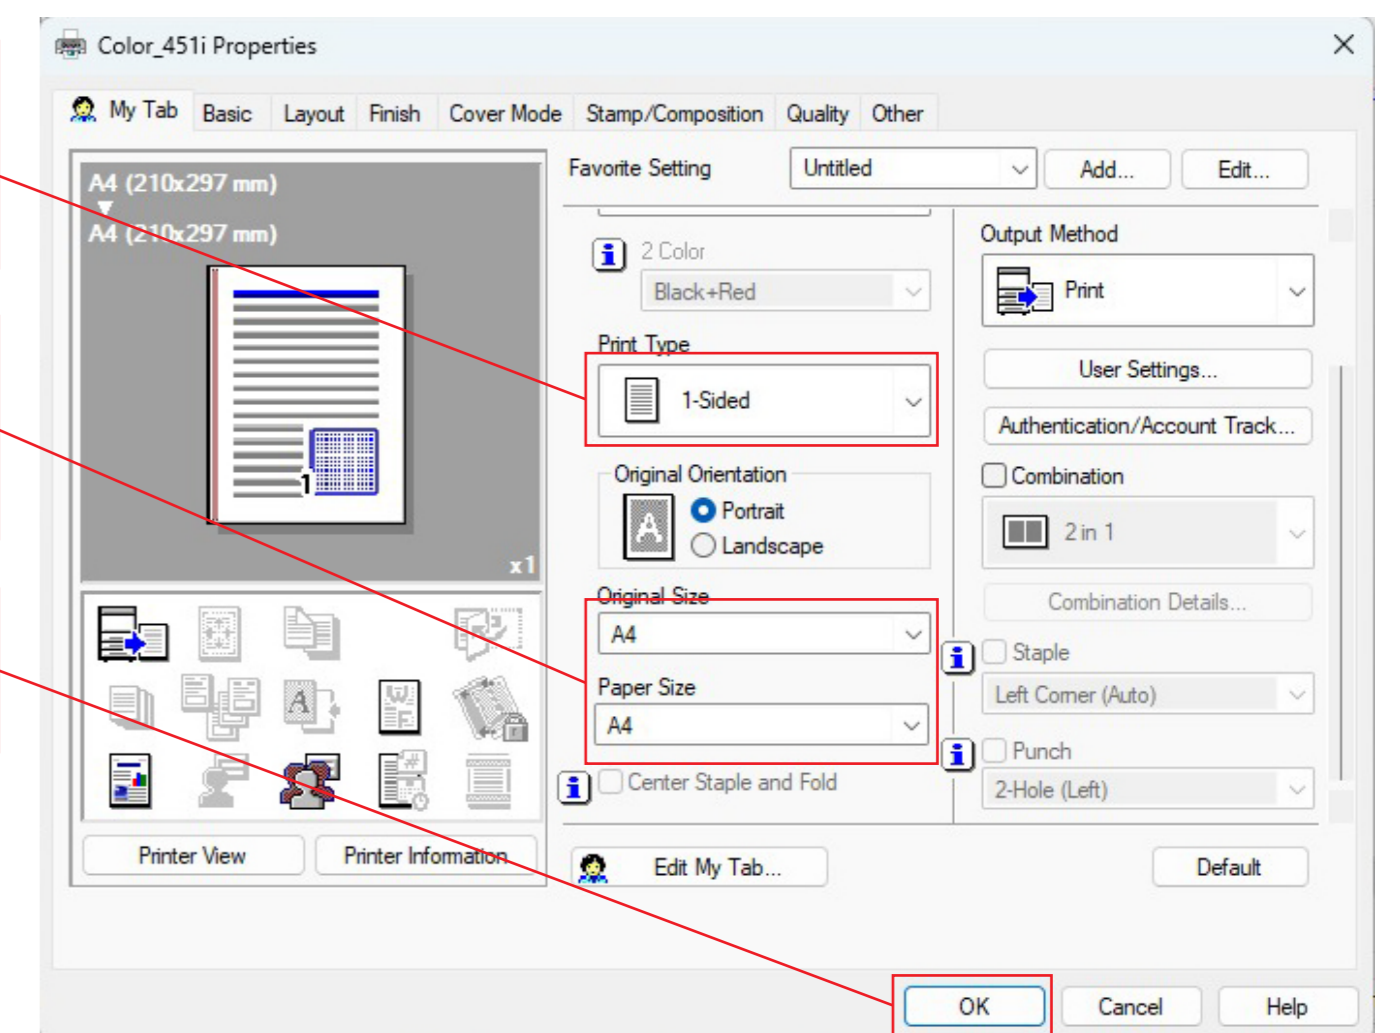 Color_451i Properties
My Tab Basic Layout Finish Cover Mode Stamp/Composition Quality Other
A4 (210x297 mm)
A4 (210x297 mm)
1
x1
Printer View Printer Information
Favorite Setting Untitled Add... Edit...
2 Color
Black+Red
Print Type
1-Sided
Original Orientation
A Portrait
Landscape
Original Size
A4
Paper Size
A4
Center Staple and Fold
Output Method
Print
User Settings...
Authentication/Account Track...
Combination
2 in 1
Combination Details...
Staple
Left Corner (Auto)
Punch
2-Hole (Left)
Edit My Tab... Default
OK Cancel Help